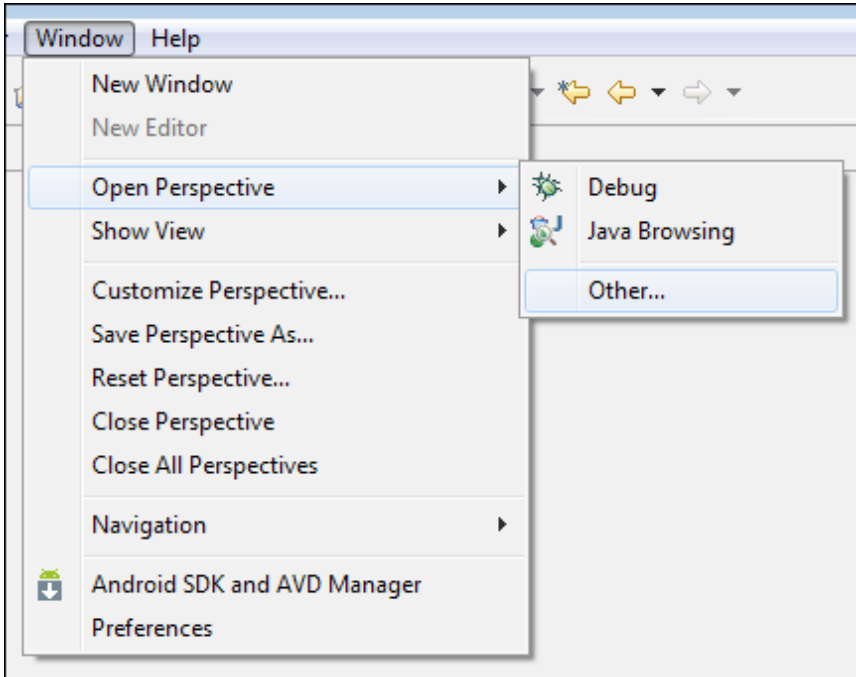 Window Help
New Window
New Editor
Open Perspective
Show View
Customize Perspective...
Save Perspective As...
Reset Perspective...
Close Perspective
Close All Perspectives
Navigation
Android SDK and AVD Manager
Preferences
Debug
Java Browsing
Other...